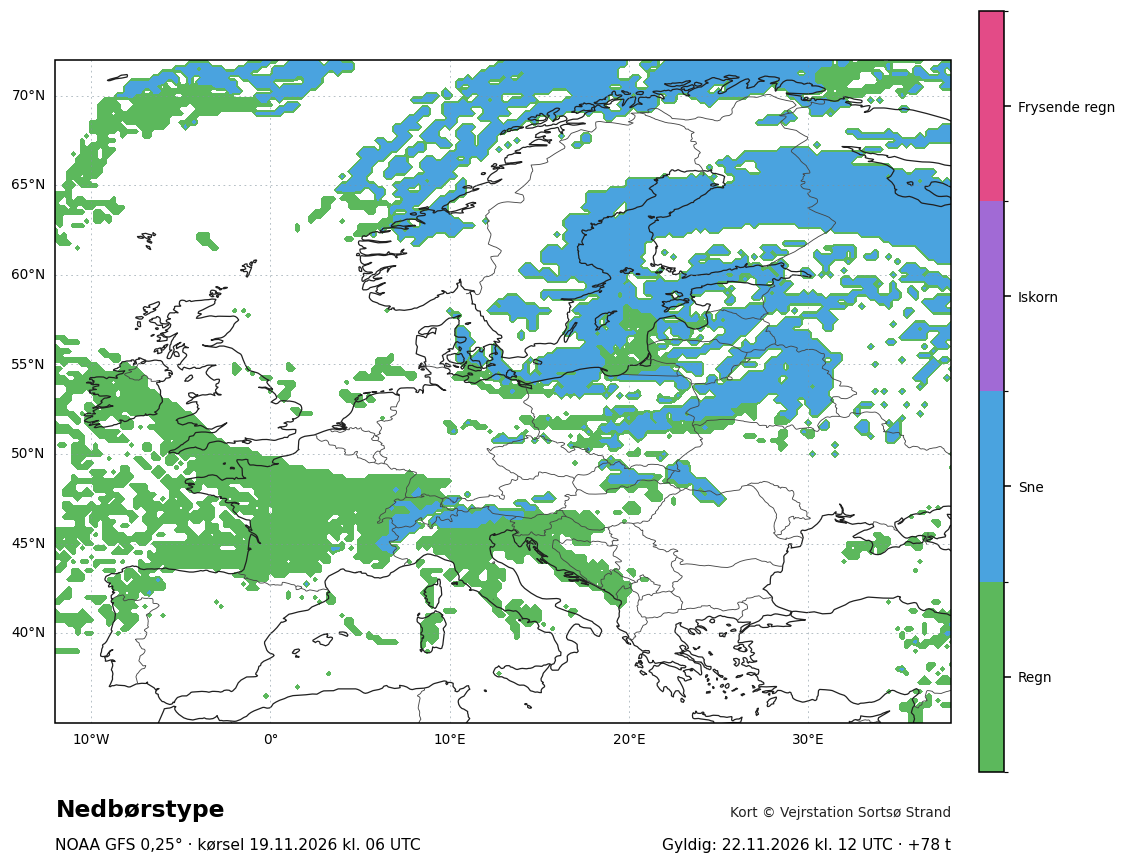 70°N
65°N
60°N
55°N
50°N
45°N
40°N
10°W
0°
10°E
20°E
30°E
Frysende regn
Iskorn
Sne
Regn
Nedbørstype
Kort © Vejrstation Sortsø Strand
NOAA GFS 0,25° · kørsel 19.11.2026 kl. 06 UTC
Gyldig: 22.11.2026 kl. 12 UTC · +78 t